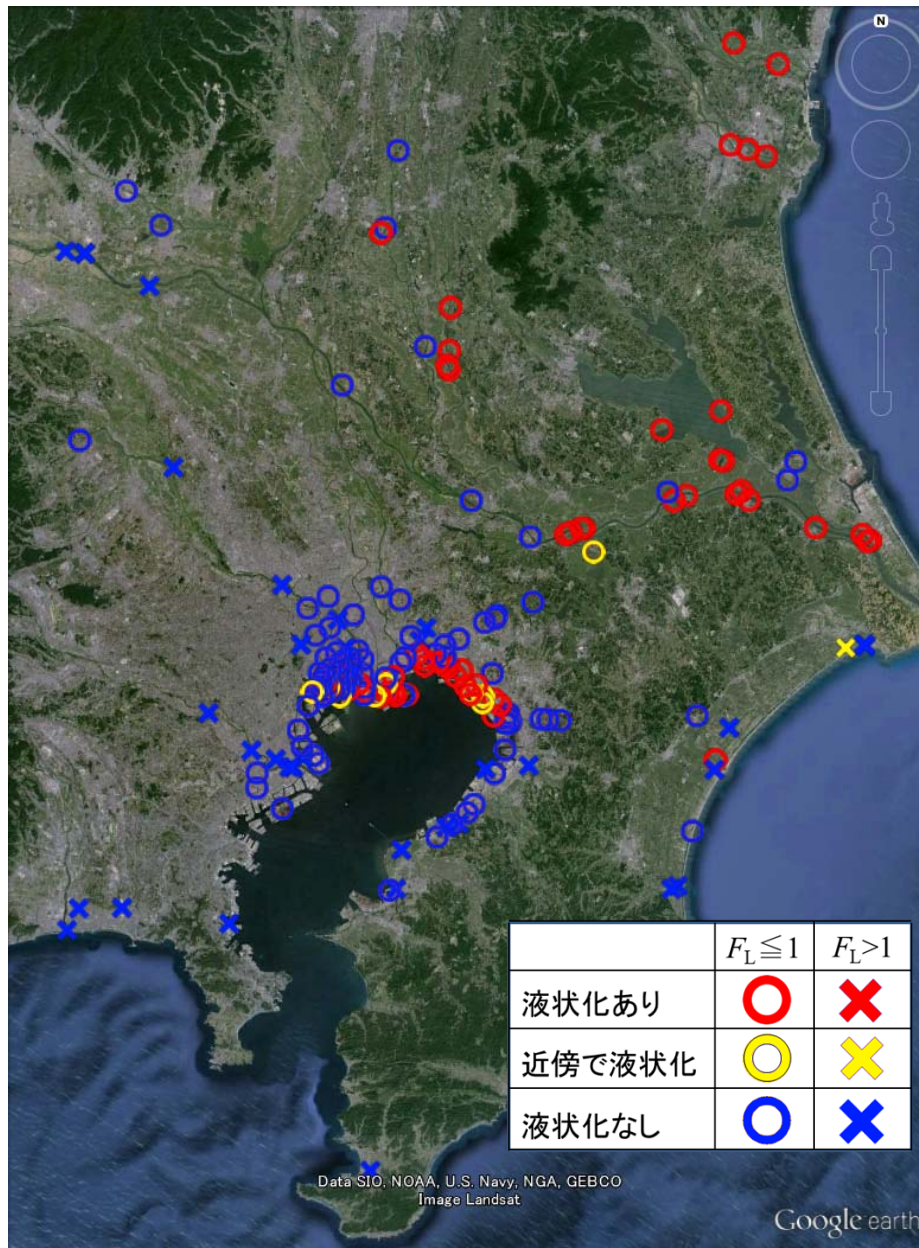 N
F_L≦1 F_L>1
液状化あり
近傍で液状化
液状化なし
Data SIO, NOAA, U.S. Navy, NGA, GEBCO
Image Landsat
Google earth